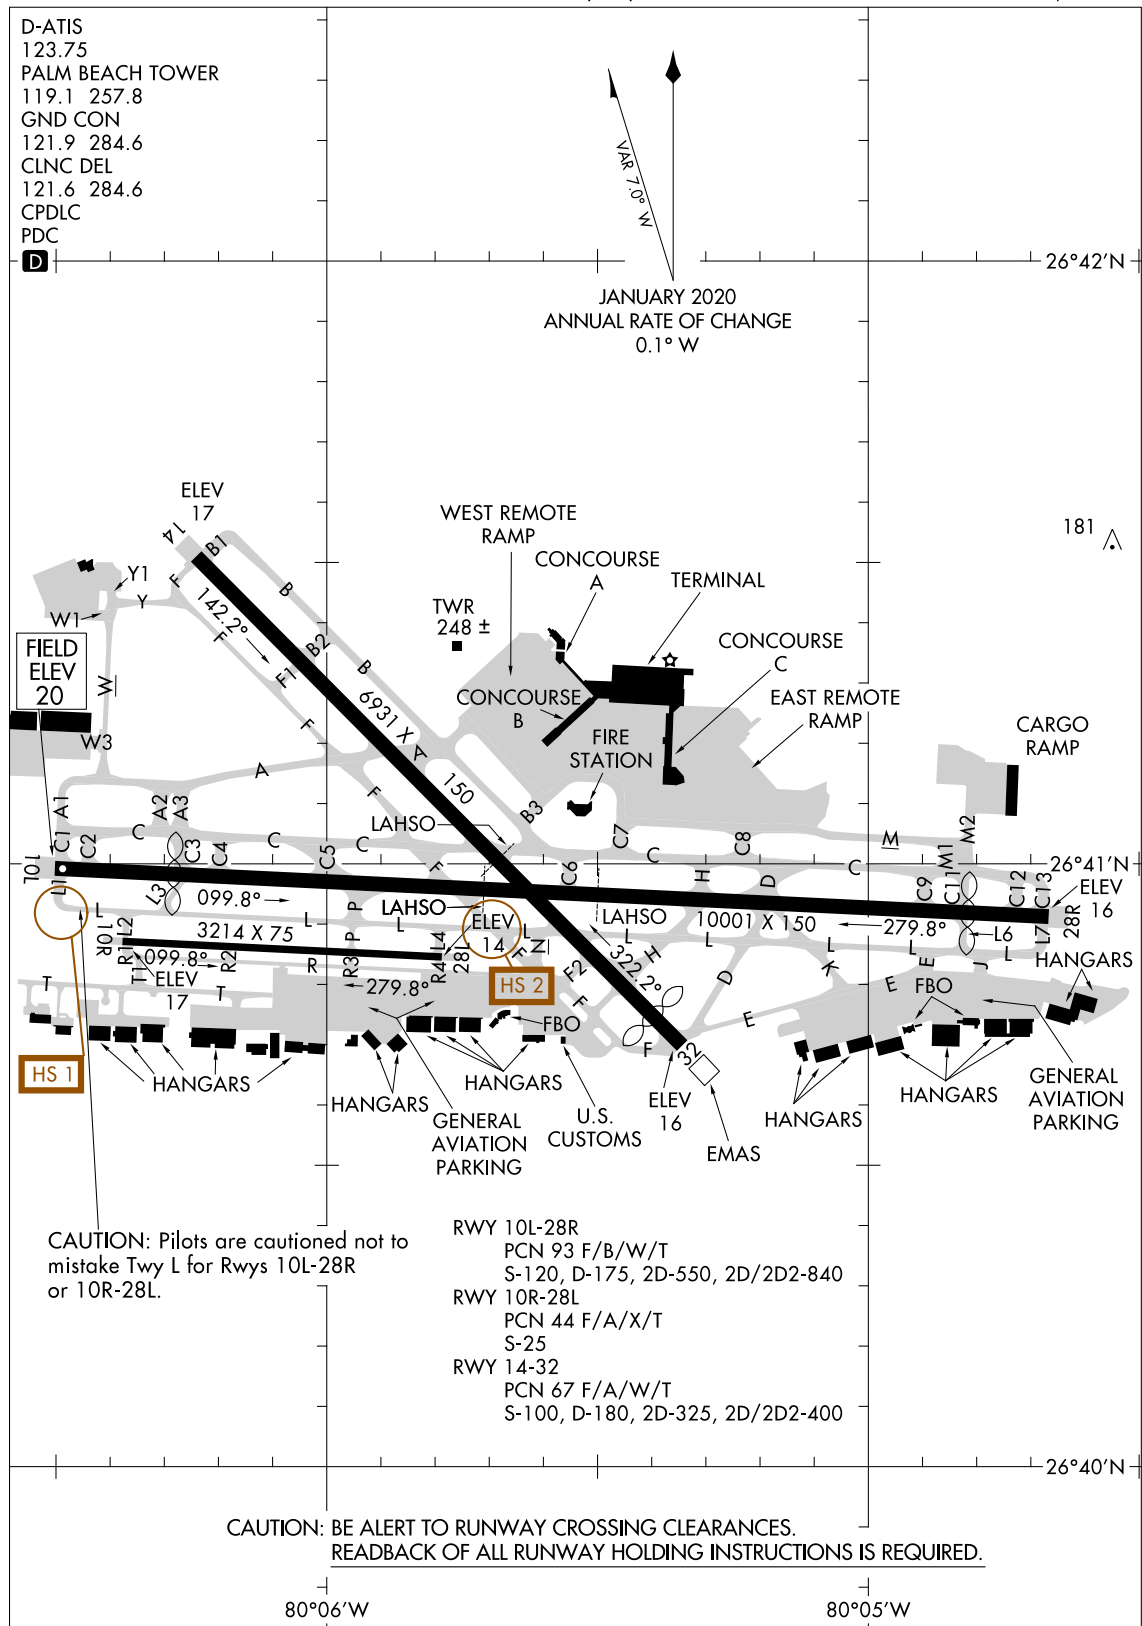 D-ATIS
123.75
PALM BEACH TOWER
119.1 257.8
GND CON
121.9 284.6
CLNC DEL
121.6 284.6
CPDLC
PDC
D
VAR 7.0° W
26°42'N
JANUARY 2020
ANNUAL RATE OF CHANGE
0.1° W
ELEV
17
14
B1
B
WEST REMOTE
RAMP
CONCOURSE
A
TERMINAL
181
Y1
Y
F
W1
142.2°
F
B2
TWR
248 ±
CONCOURSE
C
FIELD
ELEV
20
W
F1
B
6931 X 150
CONCOURSE
B
EAST REMOTE
RAMP
W3
F
A
FIRE
STATION
CARGO
RAMP
A
F
B3
A1
A2
A3
LAHSO
C1
C2
C
C3
C4
C
C5
C
F
C6
C7
C
C8
C
M
M1
M2
26°41'N
10L
L1
L3
099.8°
H
D
C9
C11
C12
C13
ELEV
16
L
P
LAHSO
L
LAHSO
10001 X 150
279.8°
L6
L7
28R
10R
R1
L2
3214 X 75
L
P
L
ELEV
14
L
N
322.2°
H
L
L
L
E
J
L
HANGARS
T1
099.8°
R2
R
R3
R4
L4
28L
F
F2
K
T
ELEV
17
T
279.8°
HS 2
F
D
E
E
FBO
FBO
F
32
HS 1
HANGARS
HANGARS
HANGARS
GENERAL
AVIATION
PARKING
U.S.
CUSTOMS
ELEV
16
EMAS
HANGARS
HANGARS
GENERAL
AVIATION
PARKING
CAUTION: Pilots are cautioned not to
mistake Twy L for Rwys 10L-28R
or 10R-28L.
RWY 10L-28R
PCN 93 F/B/W/T
S-120, D-175, 2D-550, 2D/2D2-840
RWY 10R-28L
PCN 44 F/A/X/T
S-25
RWY 14-32
PCN 67 F/A/W/T
S-100, D-180, 2D-325, 2D/2D2-400
26°40'N
CAUTION: BE ALERT TO RUNWAY CROSSING CLEARANCES.
READBACK OF ALL RUNWAY HOLDING INSTRUCTIONS IS REQUIRED.
80°06'W
80°05'W